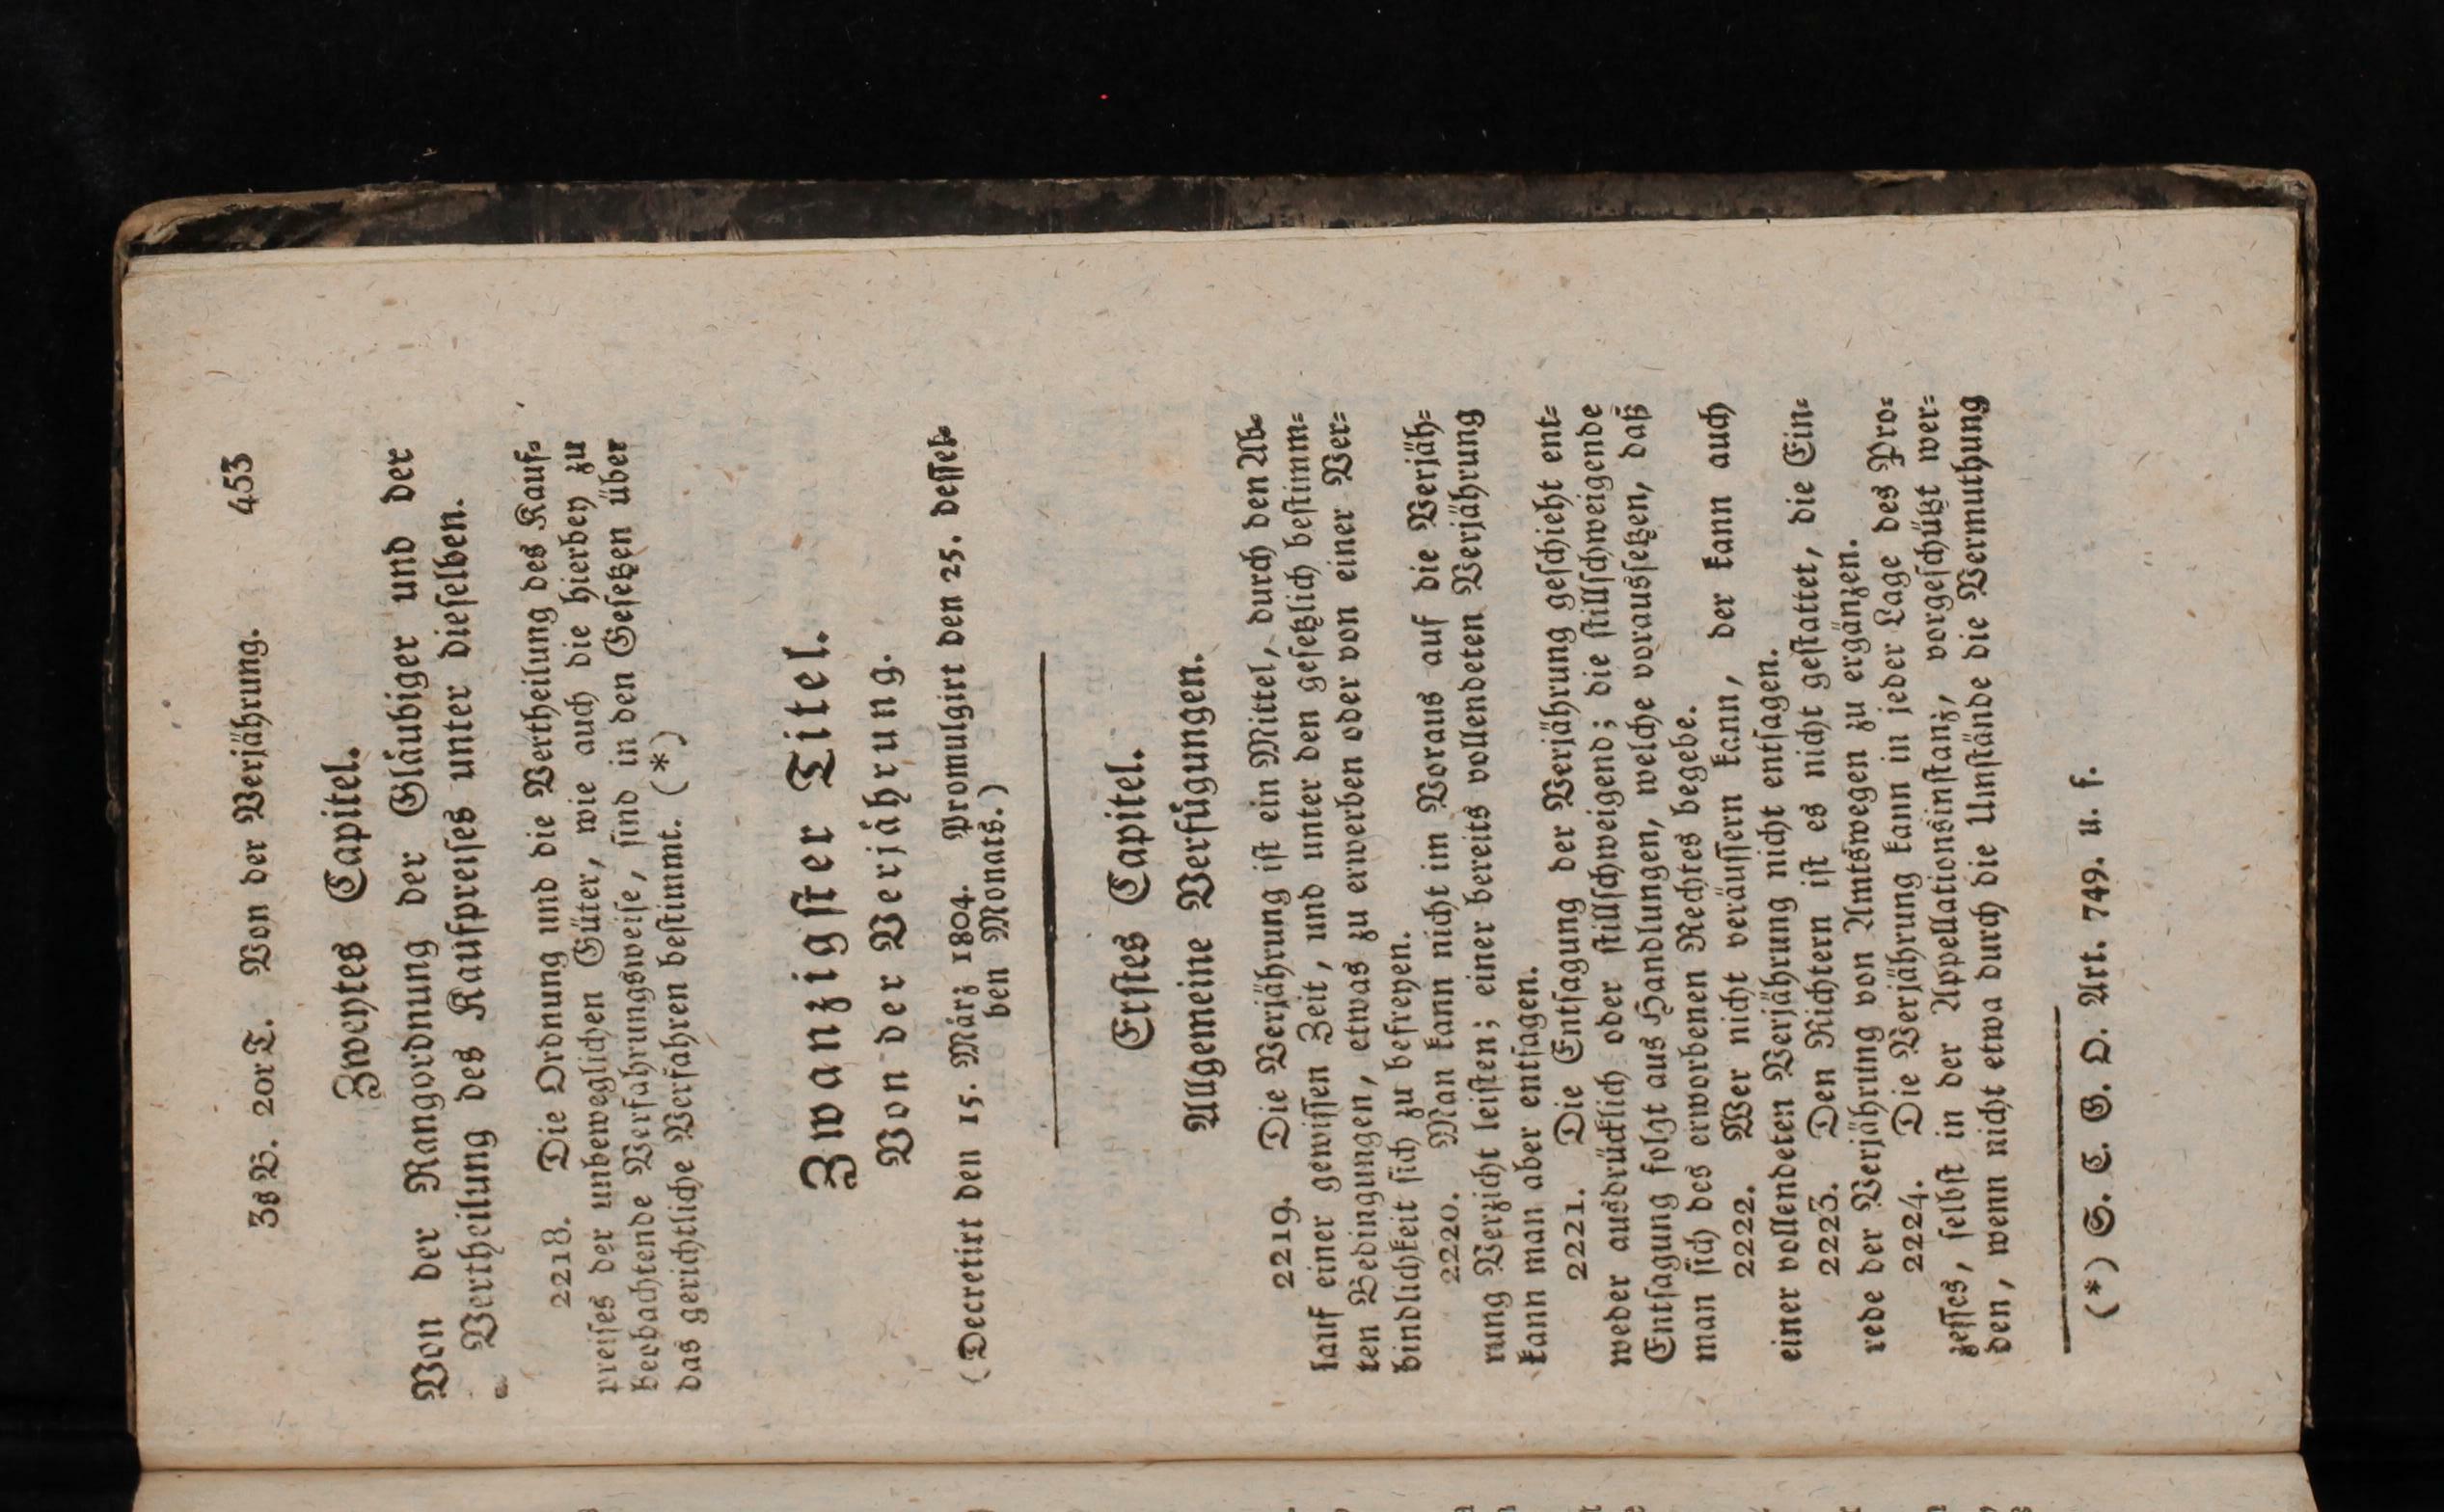 3s B. 20r T. Von der Verjährung. 453
Zweytes Capitel.
Von der Rangordnung der Gläubiger und der
Vertheilung des Kaufpreises unter dieselben.
2218. Die Ordnung und die Vertheilung des Kauf-
preises der unbeweglichen Güter, wie auch die hierbey zu
beobachtende Verfahrungsweise, sind in den Gesetzen über
das gerichtliche Verfahren bestimmt. (*)
Zwanzigster Titel.
Von der Verjährung.
(Decretirt den 15. März 1804. Promulgirt den 25. dessel-
ben Monats.)
Erstes Capitel.
Allgemeine Verfügungen.
2219. Die Verjährung ist ein Mittel, durch den Ab-
lauf einer gewissen Zeit, und unter den gesetzlich bestimm-
ten Bedingungen, etwas zu erwerben oder von einer Ver-
bindlichkeit sich zu befreyen.
2220. Man kann nicht im Voraus auf die Verjäh-
rung Verzicht leisten; einer bereits vollendeten Verjährung
kann man aber entsagen.
2221. Die Entsagung der Verjährung geschieht ent-
weder ausdrücklich oder stillschweigend; die stillschweigende
Entsagung folgt aus Handlungen, welche voraussetzen, daß
man sich des erworbenen Rechtes begebe.
2222. Wer nicht veräussern kann, der kann auch
einer vollendeten Verjährung nicht entsagen.
2223. Den Richtern ist es nicht gestattet, die Ein-
rede der Verjährung von Amtswegen zu ergänzen.
2224. Die Verjährung kann in jeder Lage des Pro-
zesses, selbst in der Appellationsinstanz, vorgeschützt wer-
den, wenn nicht etwa durch die Umstände die Vermuthung
(*) S. C. G. O. Art. 749. u. f.